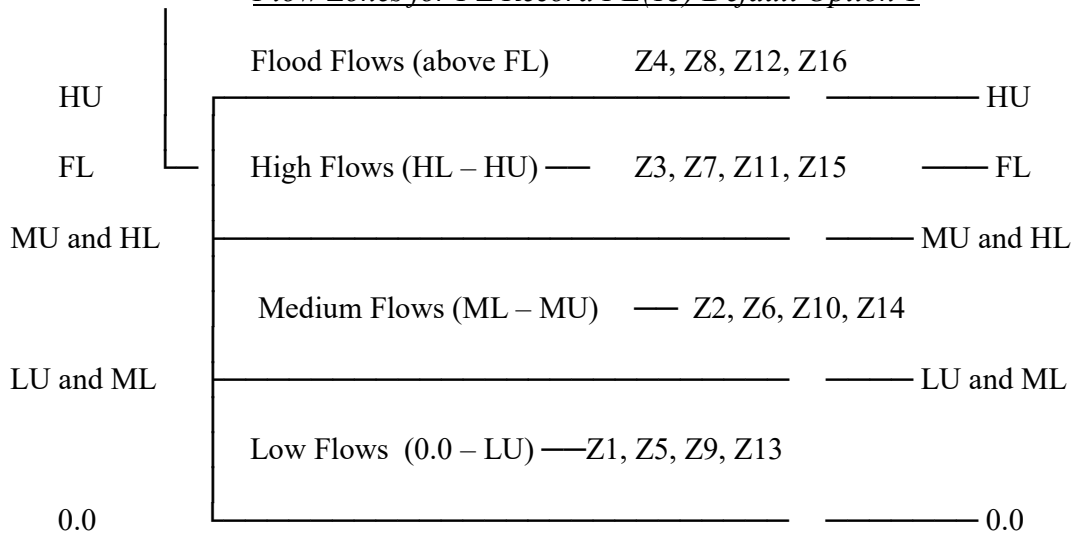 Flood Flows (above FL) Z4, Z8, Z12, Z16
HU HU
FL High Flows (HL – HU) Z3, Z7, Z11, Z15 FL
MU and HL MU and HL
Medium Flows (ML – MU) Z2, Z6, Z10, Z14
LU and ML LU and ML
Low Flows (0.0 – LU) Z1, Z5, Z9, Z13
0.0 0.0